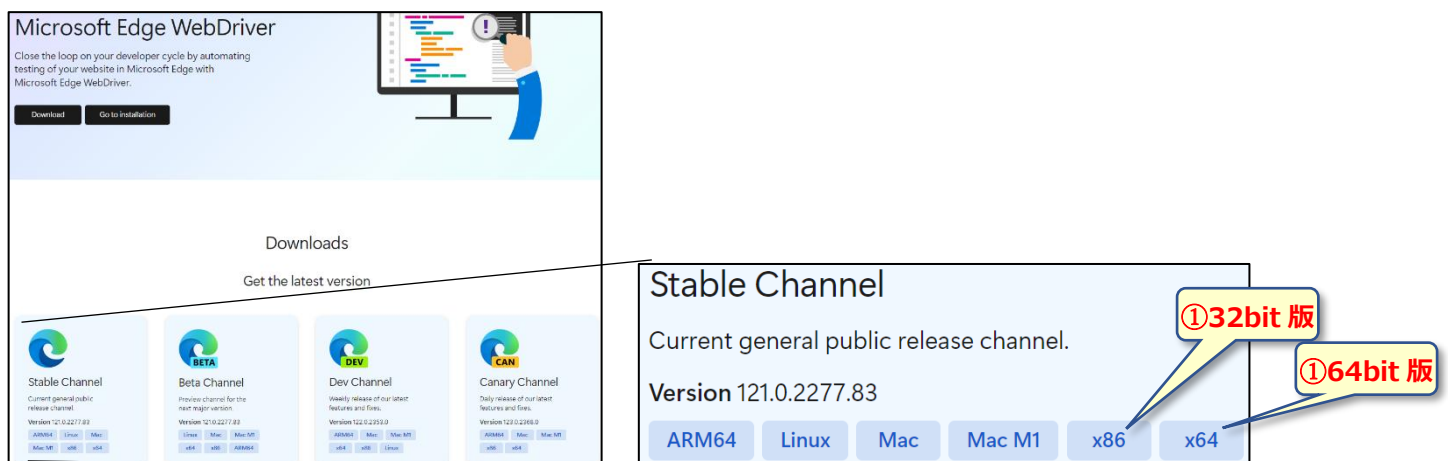 Microsoft Edge WebDriver
Close the loop on your developer cycle by automating
testing of your website in Microsoft Edge with
Microsoft Edge WebDriver.
Download
Go to installation
!
Downloads
Get the latest version
Stable Channel
Current general public
release channel
Version 121.0.2277.83
ARM64 Linux Mac
Mac M1 x86 x64
BETA
Beta Channel
Preview channel for the
next major version
Version 121.0.2277.83
Linux Mac Mac M1
x64 x86 ARM64
DEV
Dev Channel
Weekly release of our latest
features and fixes.
Version 122.0.2353.0
ARM64 Mac Mac M1
x64 x86 Linux
CAN
Canary Channel
Daily release of our latest
features and fixes.
Version 123.0.2368.0
ARM64 Mac Mac M1
x86 x64
Stable Channel
Current general public release channel.
Version 121.0.2277.83
ARM64 Linux Mac Mac M1 x86 x64
①32bit 版
①64bit 版